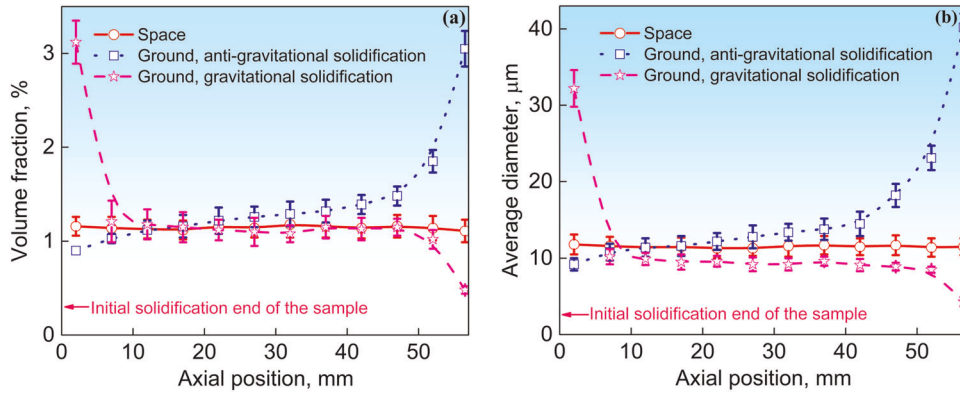 (a)
Space
Ground, anti-gravitational solidification
Ground, gravitational solidification
3
2
1
0
Volume fraction, %
Initial solidification end of the sample
0 10 20 30 40 50
Axial position, mm
(b)
Space
Ground, anti-gravitational solidification
Ground, gravitational solidification
40
30
20
10
0
Average diameter, μm
Initial solidification end of the sample
0 10 20 30 40 50
Axial position, mm